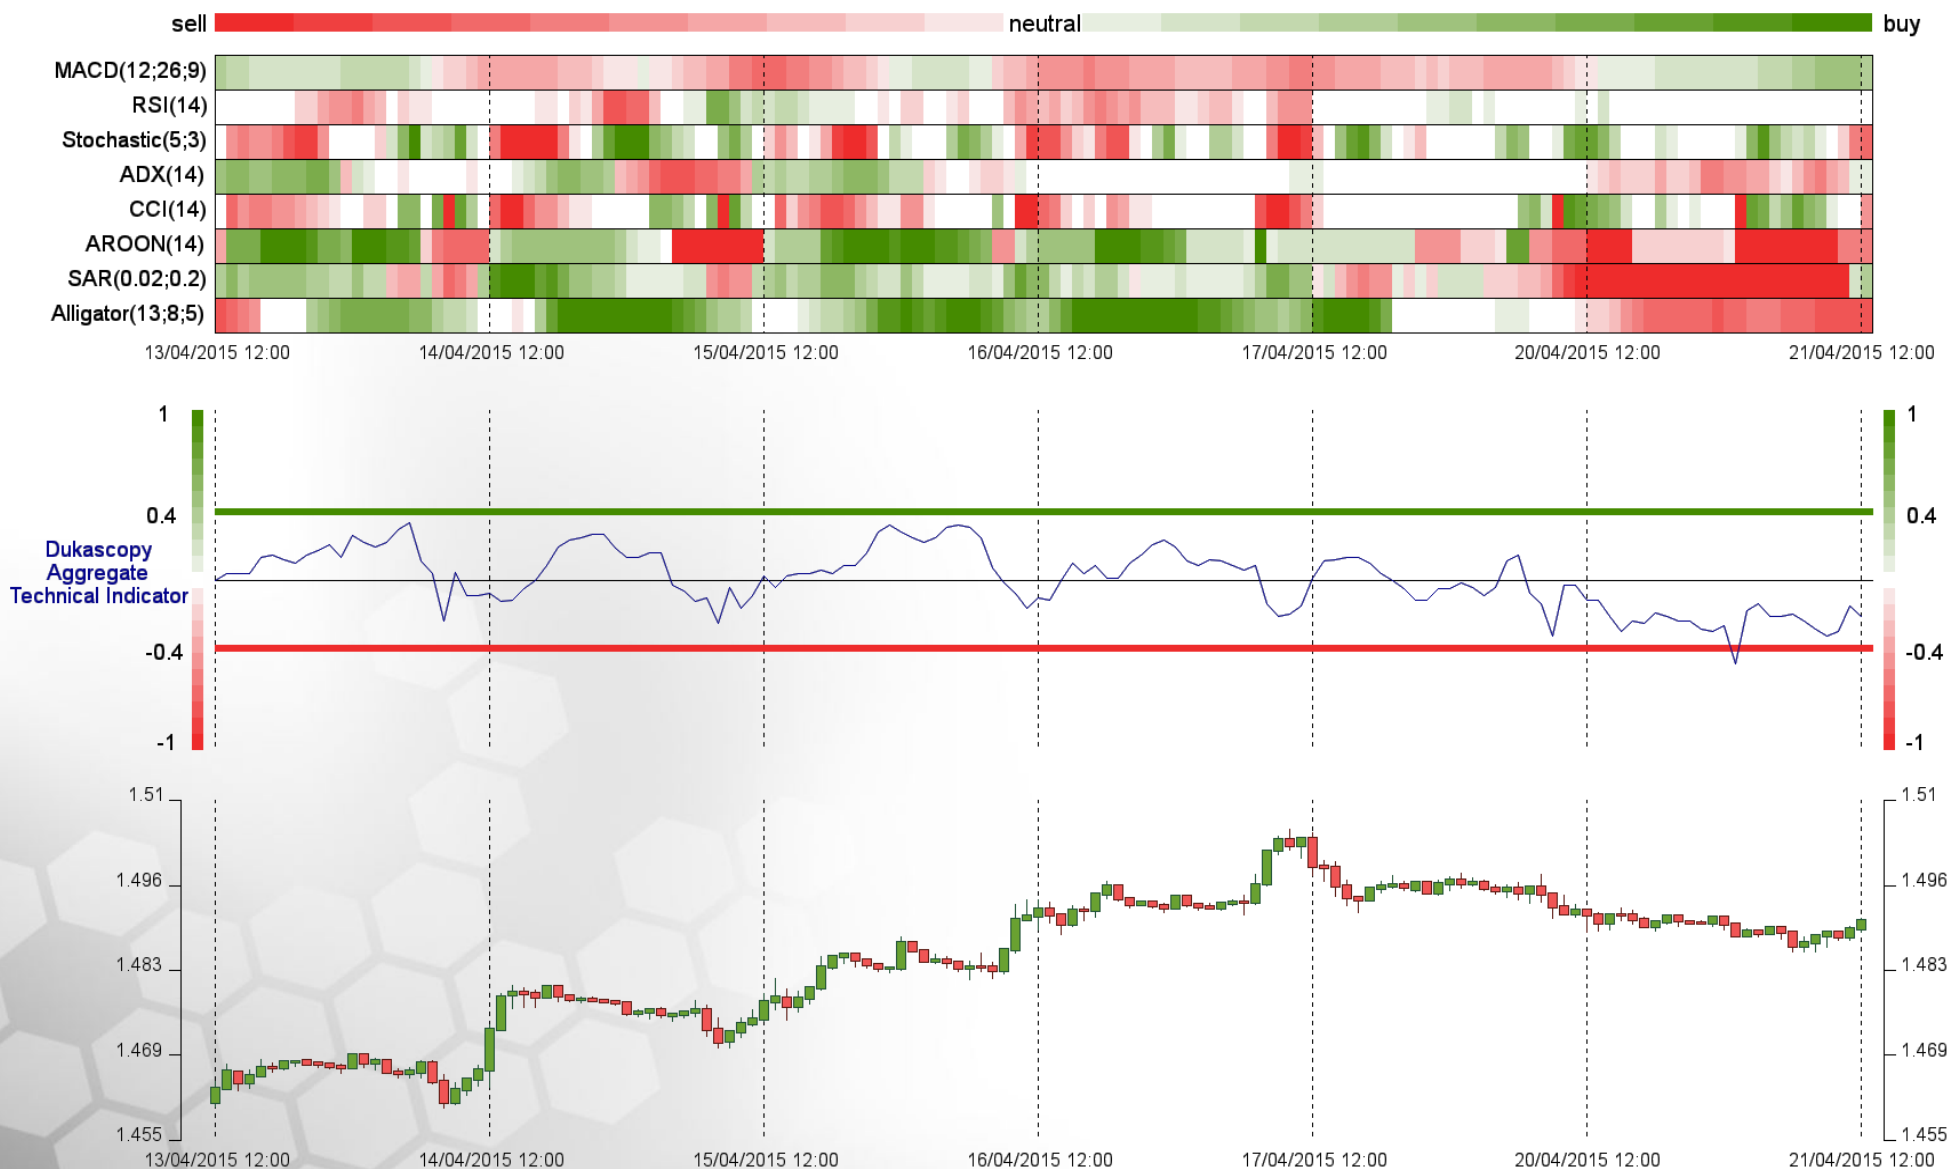 sell neutral buy
MACD(12;26;9)
RSI(14)
Stochastic(5;3)
ADX(14)
CCI(14)
AROON(14)
SAR(0.02;0.2)
Alligator(13;8;5)
13/04/2015 12:00 14/04/2015 12:00 15/04/2015 12:00 16/04/2015 12:00 17/04/2015 12:00 20/04/2015 12:00 21/04/2015 12:00
1 1
0.4 0.4
Dukascopy
Aggregate
Technical Indicator
-0.4 -0.4
-1 -1
1.51 1.51
1.496 1.496
1.483 1.483
1.469 1.469
1.455 1.455
13/04/2015 12:00 14/04/2015 12:00 15/04/2015 12:00 16/04/2015 12:00 17/04/2015 12:00 20/04/2015 12:00 21/04/2015 12:00